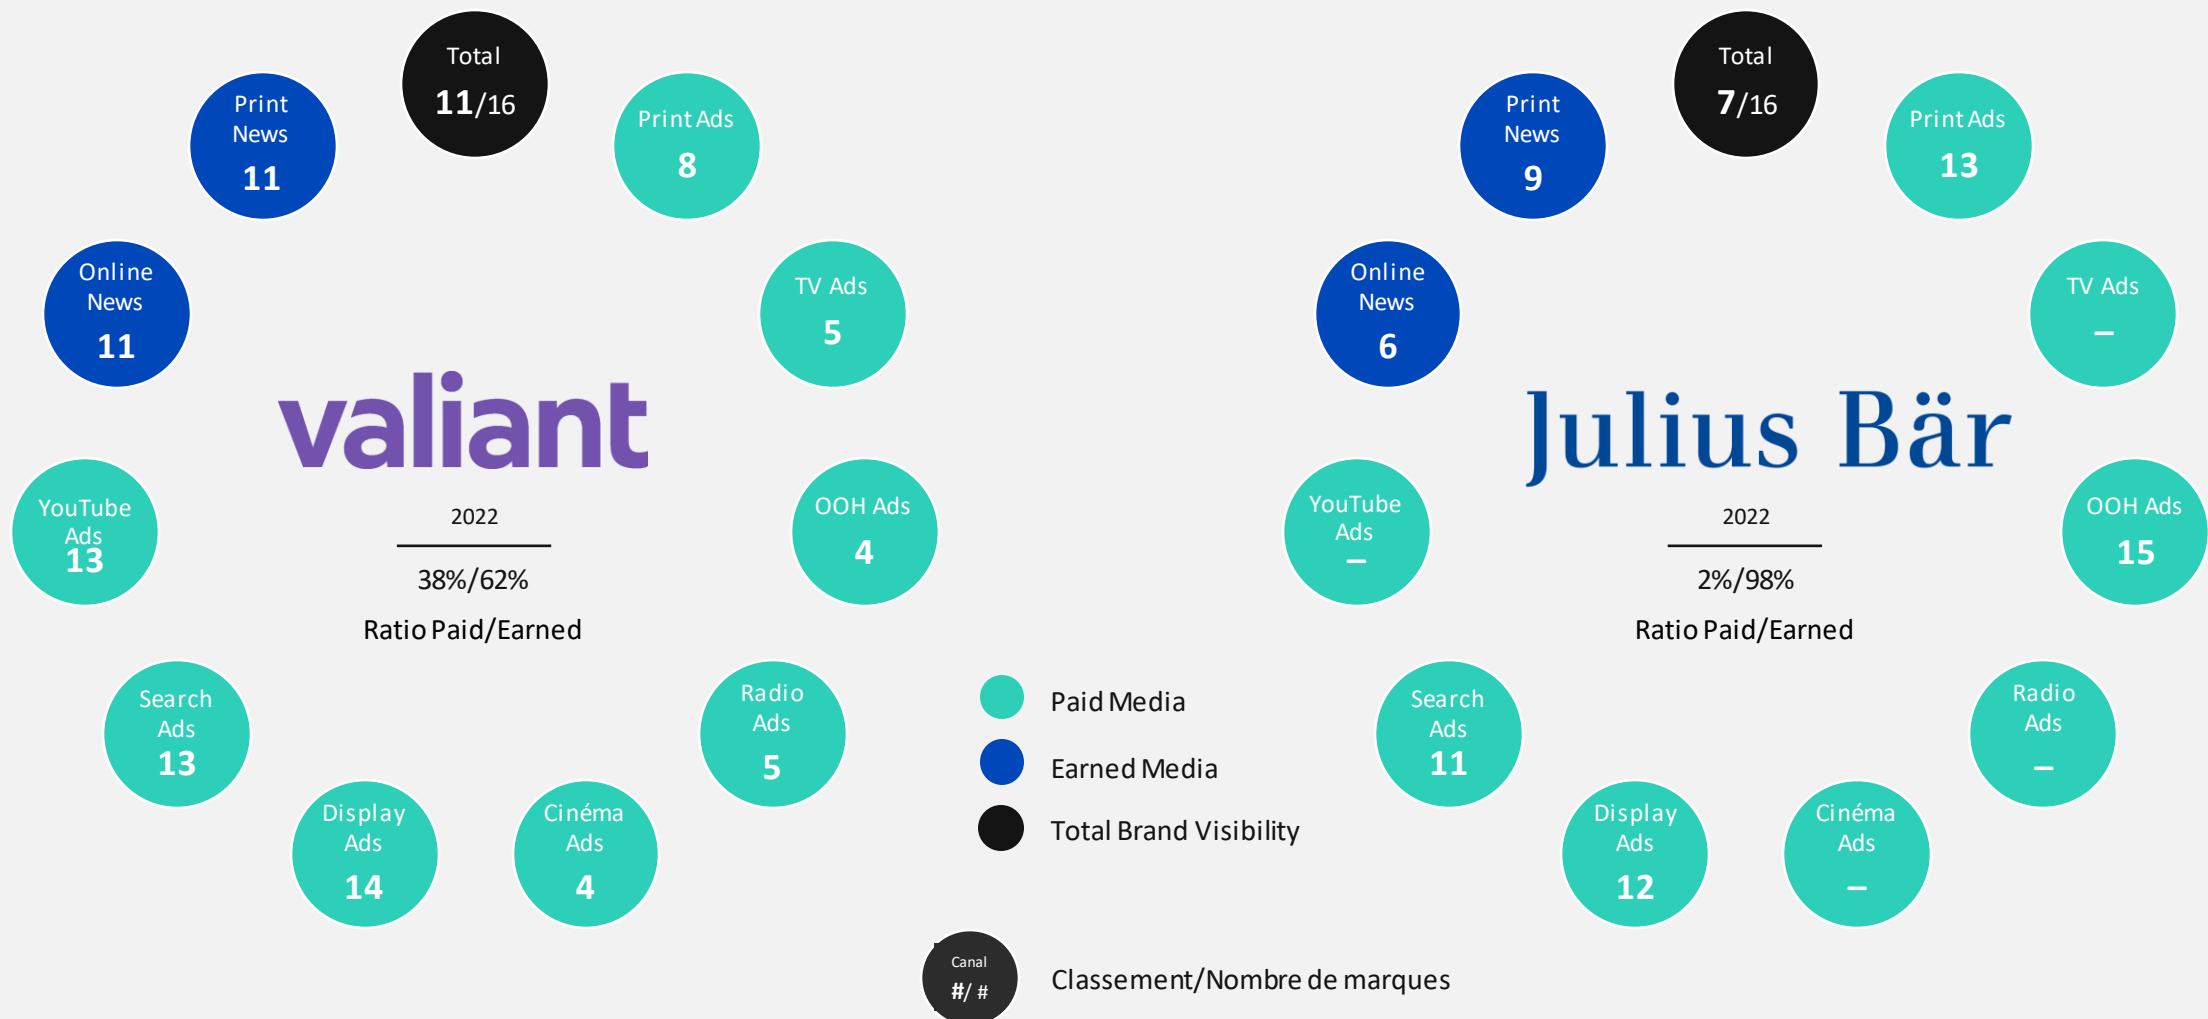 Total
11/16
Print Ads
8
TV Ads
5
OOH Ads
4
Radio
Ads
5
Cinéma
Ads
4
Display
Ads
14
Search
Ads
13
YouTube
Ads
13
Online
News
11
Print
News
11
valiant
2022
38%/62%
Ratio Paid/Earned
Paid Media
Earned Media
Total Brand Visibility
Canal
#/ #
Classement/Nombre de marques
Total
7/16
Print Ads
13
TV Ads
–
OOH Ads
15
Radio
Ads
–
Cinéma
Ads
–
Display
Ads
12
Search
Ads
11
YouTube
Ads
–
Online
News
6
Print
News
9
Julius Bär
2022
2%/98%
Ratio Paid/Earned